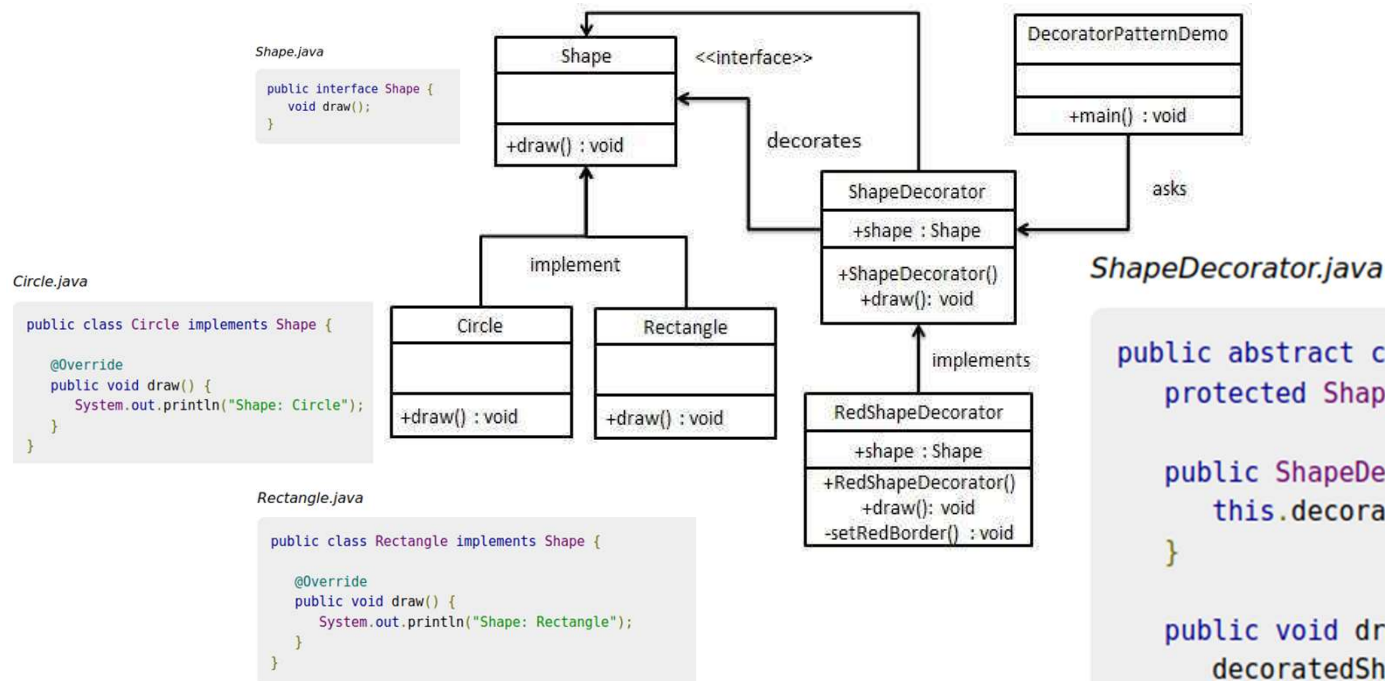 Shape.java
public interface Shape {
void draw();
}
Shape
+draw() : void
<<interface>>
decorates
DecoratorPatternDemo
+main() : void
asks
ShapeDecorator
+shape : Shape
+ShapeDecorator()
+draw(): void
implement
implements
Circle
+draw() : void
Rectangle
+draw() : void
RedShapeDecorator
+shape : Shape
+RedShapeDecorator()
+draw(): void
-setRedBorder() : void
Circle.java
public class Circle implements Shape {
@Override
public void draw() {
System.out.println("Shape: Circle");
}
}
Rectangle.java
public class Rectangle implements Shape {
@Override
public void draw() {
System.out.println("Shape: Rectangle");
}
}
ShapeDecorator.java
public abstract c
protected Shap
public ShapeDe
this.decora
}
public void dr
decoratedSh